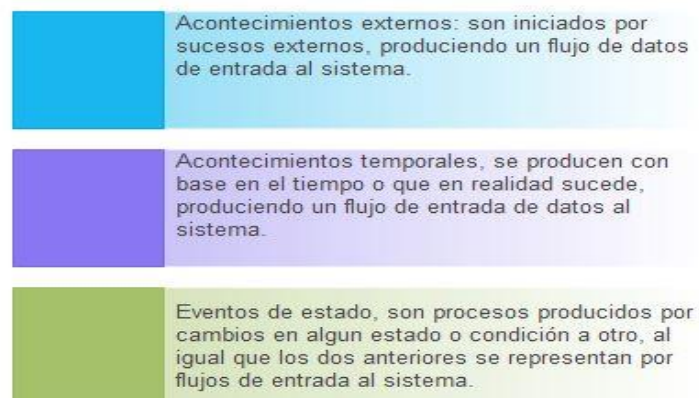 Acontecimientos externos: son iniciados por
sucesos externos, produciendo un flujo de datos
de entrada al sistema.
Acontecimientos temporales, se producen con
base en el tiempo o que en realidad sucede,
produciendo un flujo de entrada de datos al
sistema.
Eventos de estado, son procesos producidos por
cambios en algun estado o condición a otro, al
igual que los dos anteriores se representan por
flujos de entrada al sistema.